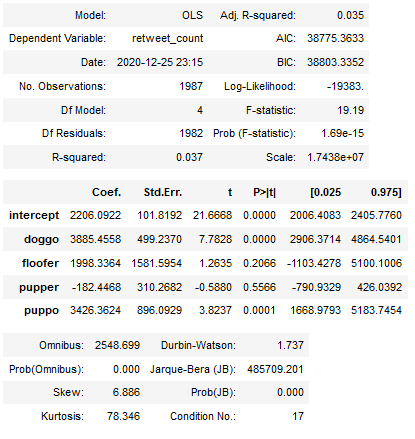 Model: OLS Adj. R-squared: 0.035
Dependent Variable: retweet_count AIC: 38775.3633
Date: 2020-12-25 23:15 BIC: 38803.3352
No. Observations: 1987 Log-Likelihood: -19383.
Df Model: 4 F-statistic: 19.19
Df Residuals: 1982 Prob (F-statistic): 1.69e-15
R-squared: 0.037 Scale: 1.7438e+07
Coef. Std.Err. t P>|t| [0.025 0.975]
intercept 2206.0922 101.8192 21.6668 0.0000 2006.4083 2405.7760
doggo 3885.4558 499.2370 7.7828 0.0000 2906.3714 4864.5401
floofer 1998.3364 1581.5954 1.2635 0.2066 -1103.4278 5100.1006
pupper -182.4468 310.2682 -0.5880 0.5566 -790.9329 426.0392
puppo 3426.3624 896.0929 3.8237 0.0001 1668.9793 5183.7454
Omnibus: 2548.699 Durbin-Watson: 1.737
Prob(Omnibus): 0.000 Jarque-Bera (JB): 485709.201
Skew: 6.886 Prob(JB): 0.000
Kurtosis: 78.346 Condition No.: 17